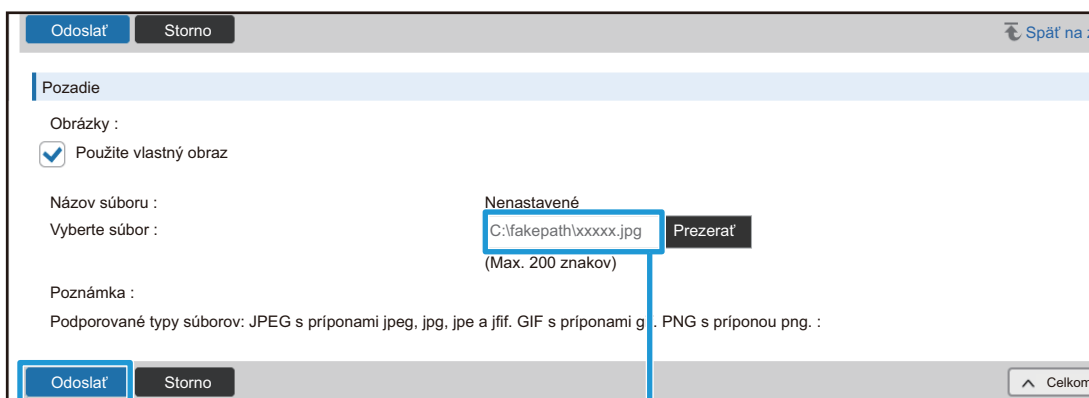 Odoslať Storno Späť na
Pozadie
Obrázky :
Použite vlastný obraz
Názov súboru : Nenastavené
Vyberte súbor : C:\fakepath\xxxxx.jpg Prezerať
(Max. 200 znakov)
Poznámka :
Podporované typy súborov: JPEG s príponami jpeg, jpg, jpe a jfif. GIF s príponami PNG s príponou png. :
Odoslať Storno Celkom